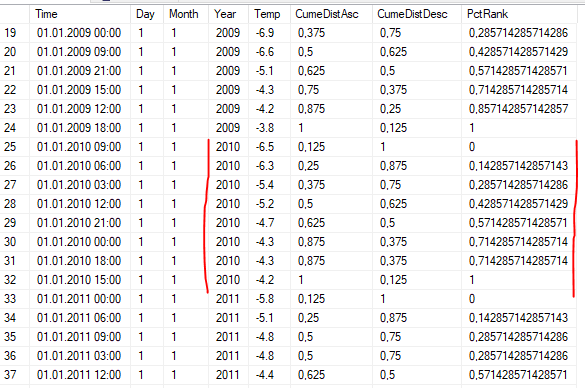 Time Day Month Year Temp CumeDistAsc CumeDistDesc PctRank
19 01.01.2009 00:00 1 1 2009 -6.9 0,375 0,75 0,285714285714286
20 01.01.2009 09:00 1 1 2009 -6.6 0,5 0,625 0,428571428571429
21 01.01.2009 21:00 1 1 2009 -5.1 0,625 0,5 0,571428571428571
22 01.01.2009 15:00 1 1 2009 -4.3 0,75 0,375 0,714285714285714
23 01.01.2009 12:00 1 1 2009 -4.2 0,875 0,25 0,857142857142857
24 01.01.2009 18:00 1 1 2009 -3.8 1 0,125 1
25 01.01.2010 09:00 1 1 2010 -6.5 0,125 1 0
26 01.01.2010 06:00 1 1 2010 -6.3 0,25 0,875 0,142857142857143
27 01.01.2010 03:00 1 1 2010 -5.4 0,375 0,75 0,285714285714286
28 01.01.2010 12:00 1 1 2010 -5.2 0,5 0,625 0,428571428571429
29 01.01.2010 21:00 1 1 2010 -4.7 0,625 0,5 0,571428571428571
30 01.01.2010 00:00 1 1 2010 -4.3 0,875 0,375 0,714285714285714
31 01.01.2010 18:00 1 1 2010 -4.3 0,875 0,375 0,714285714285714
32 01.01.2010 15:00 1 1 2010 -4.2 1 0,125 1
33 01.01.2011 00:00 1 1 2011 -5.8 0,125 1 0
34 01.01.2011 06:00 1 1 2011 -5.1 0,25 0,875 0,142857142857143
35 01.01.2011 09:00 1 1 2011 -4.8 0,5 0,75 0,285714285714286
36 01.01.2011 03:00 1 1 2011 -4.8 0,5 0,75 0,285714285714286
37 01.01.2011 12:00 1 1 2011 -4.4 0,625 0,5 0,571428571428571